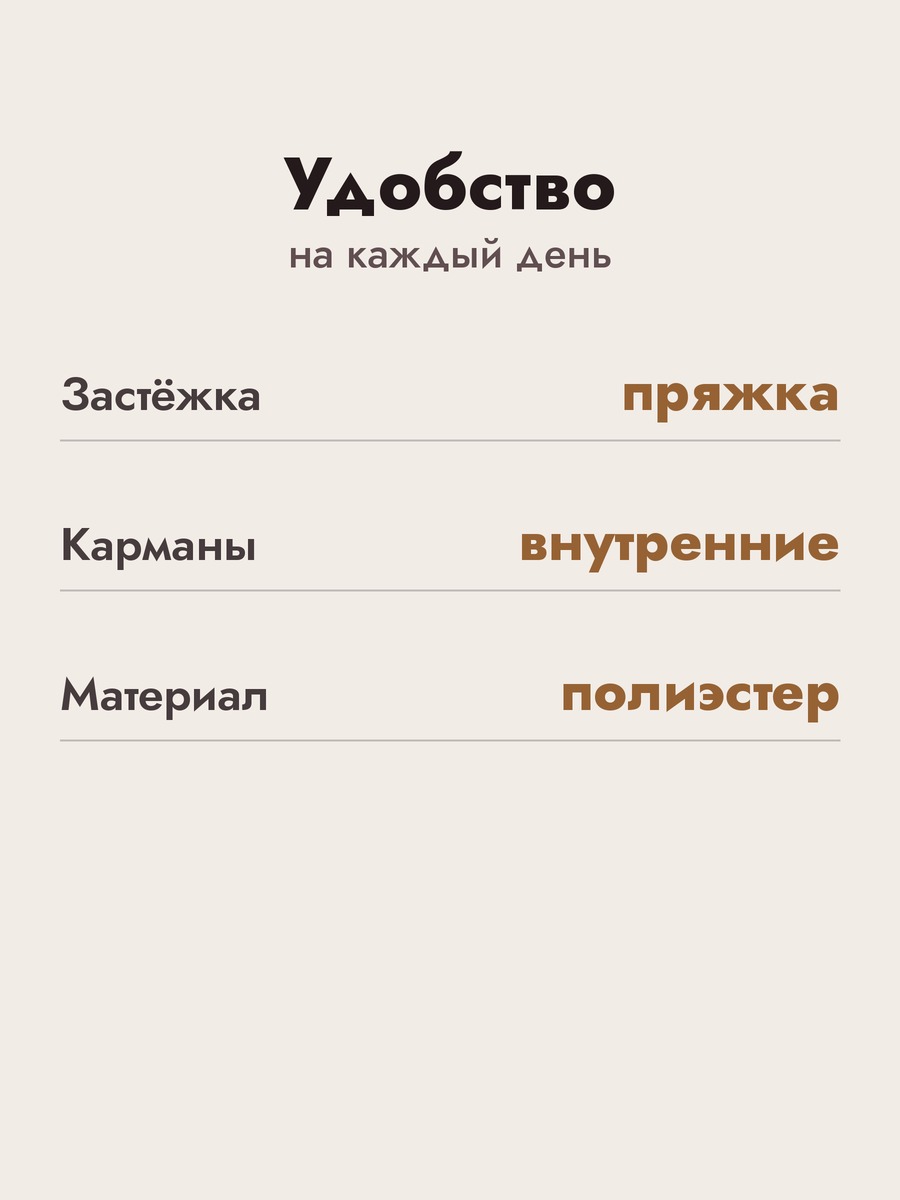 Удобство
на каждый день
Застёжка пряжка
Карманы внутренние
Материал полиэстер